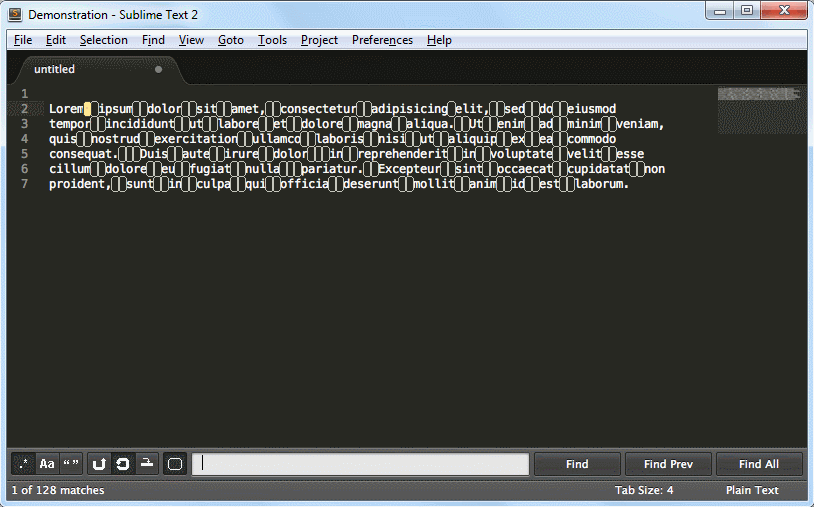 Demonstration - Sublime Text 2
File Edit Selection Find View Goto Tools Project Preferences Help
untitled
1
2 Lorem ipsum dolor sit amet, consectetur adipisicing elit, sed do eiusmod
3 tempor incididunt ut labore et dolore magna aliqua. Ut enim ad minim veniam,
4 quis nostrud exercitation ullamco laboris nisi ut aliquip ex ea commodo
5 consequat. Duis aute irure dolor in reprehenderit in voluptate velit esse
6 cillum dolore eu fugiat nulla pariatur. Excepteur sint occaecat cupidatat non
7 proident, sunt in culpa qui officia deserunt mollit anim id est laborum.
.* Aa “” Find Find Prev Find All
1 of 128 matches Tab Size: 4 Plain Text